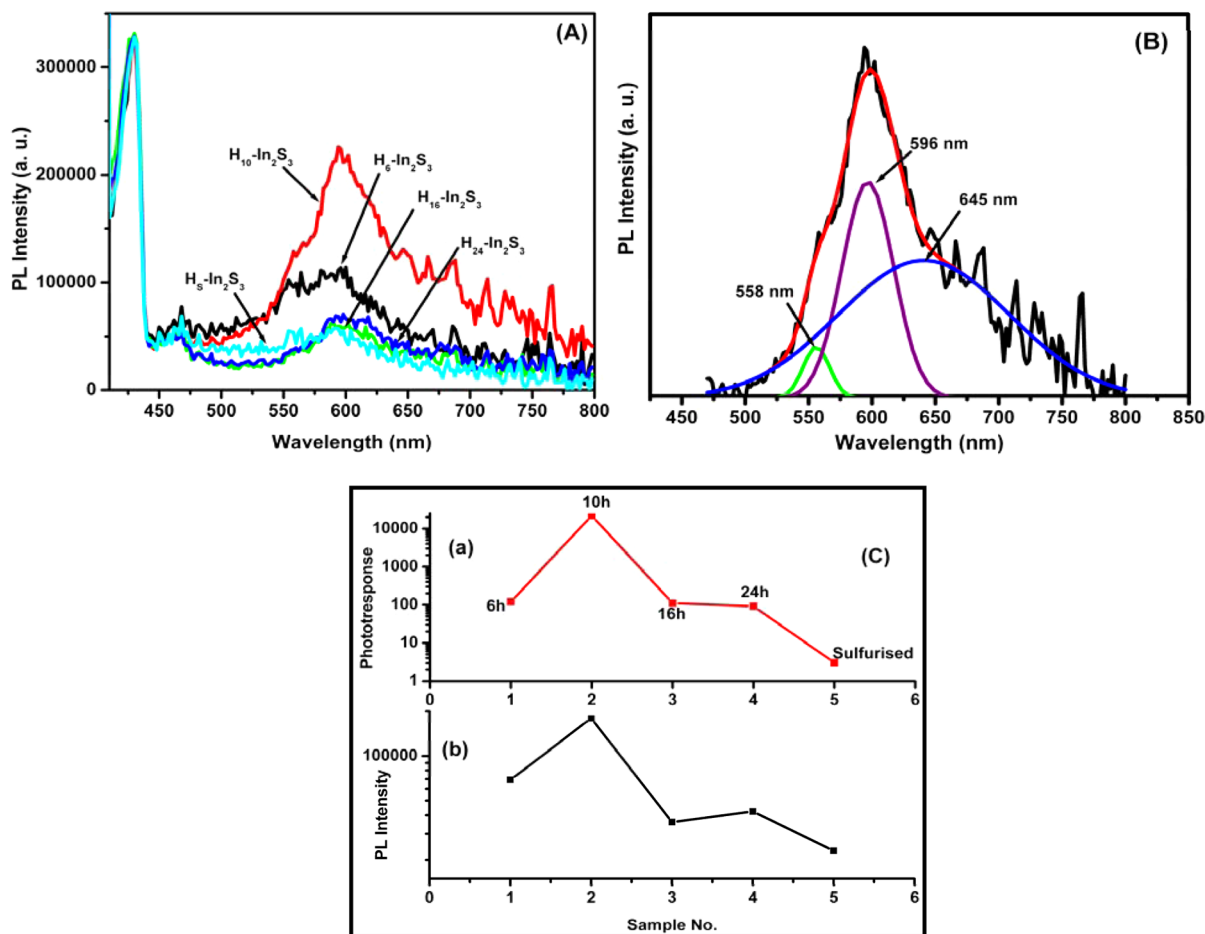 (A)
300000
200000
100000
0
PL Intensity (a. u.)
H₁₀-In₂S₃
H₆-In₂S₃
H₁₆-In₂S₃
H₂₄-In₂S₃
H_S-In₂S₃
450 500 550 600 650 700 750 800
Wavelength (nm)
(B)
PL Intensity (a. u.)
596 nm
645 nm
558 nm
450 500 550 600 650 700 750 800 850
Wavelength (nm)
10h
10000
1000
100
10
1
Phototresponse
(a)
(C)
6h
16h
24h
Sulfurised
0 1 2 3 4 5 6
100000
(b)
PL Intensity
0 1 2 3 4 5 6
Sample No.